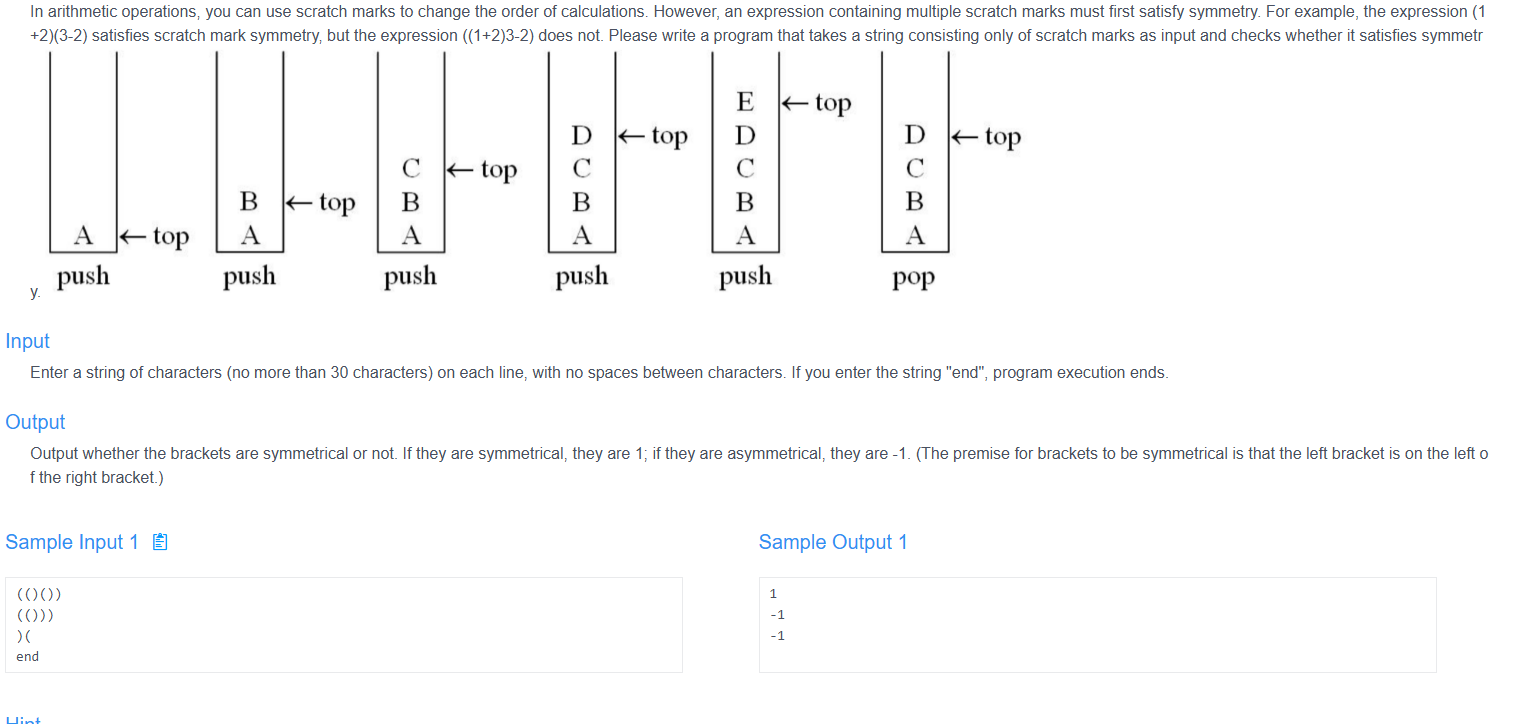 In arithmetic operations, you can use scratch marks to change the order of calculations. However, an expression containing multiple scratch marks must first satisfy symmetry. For example, the expression (1
+2)(3-2) satisfies scratch mark symmetry, but the expression ((1+2)3-2) does not. Please write a program that takes a string consisting only of scratch marks as input and checks whether it satisfies symmetr
E ← top
D ← top D D ← top
C ← top C C C
B ← top B B B B
A ← top A A A A A
push push push push push pop
y.
Input
Enter a string of characters (no more than 30 characters) on each line, with no spaces between characters. If you enter the string "end", program execution ends.
Output
Output whether the brackets are symmetrical or not. If they are symmetrical, they are 1; if they are asymmetrical, they are -1. (The premise for brackets to be symmetrical is that the left bracket is on the left o
f the right bracket.)
Sample Input 1
(()())
(()))
)(
end
Sample Output 1
1
-1
-1
Hint